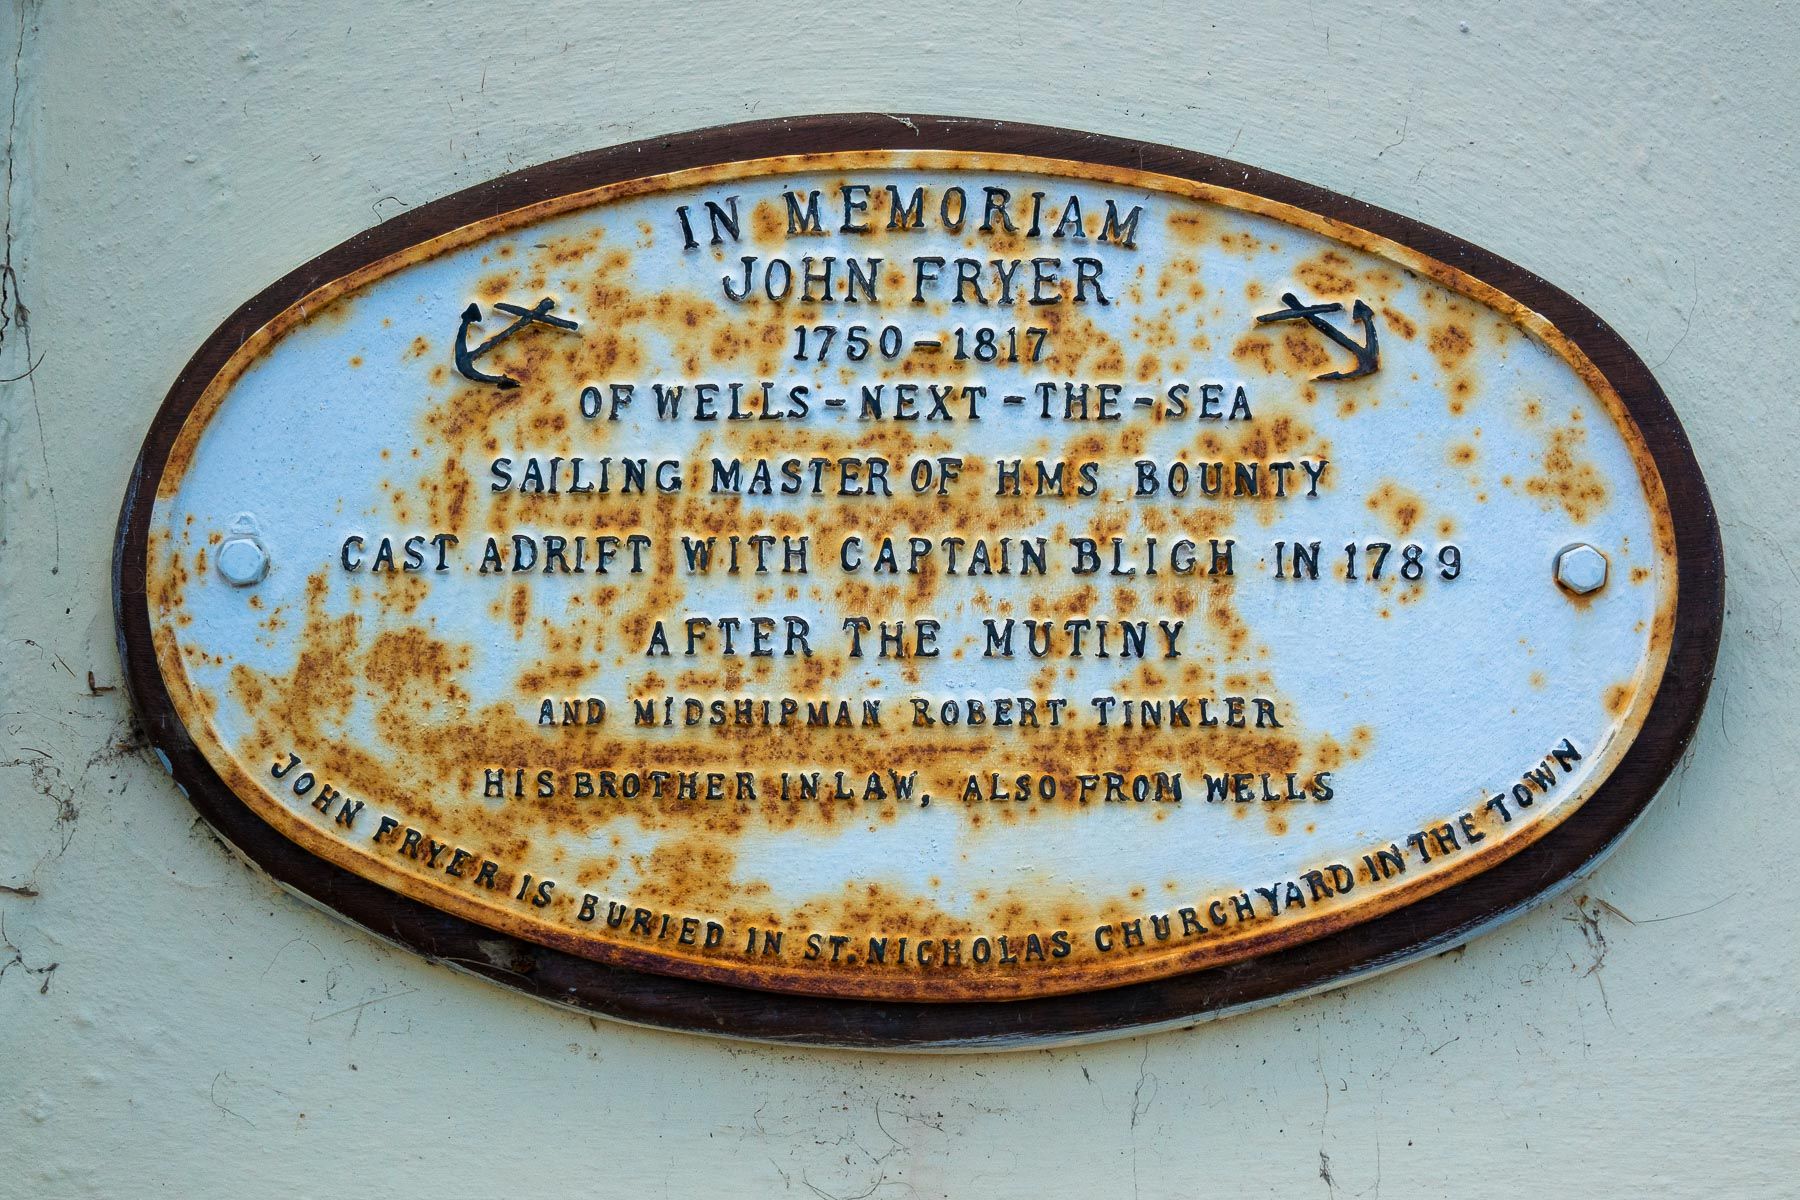 IN MEMORIAM
JOHN FRYER
1750-1817
OF WELLS-NEXT-THE-SEA
SAILING MASTER OF HMS BOUNTY
CAST ADRIFT WITH CAPTAIN BLIGH IN 1789
AFTER THE MUTINY
AND MIDSHIPMAN ROBERT TINKLER
HIS BROTHER IN LAW, ALSO FROM WELLS
JOHN FRYER IS BURIED IN ST. NICHOLAS CHURCHYARD IN THE TOWN